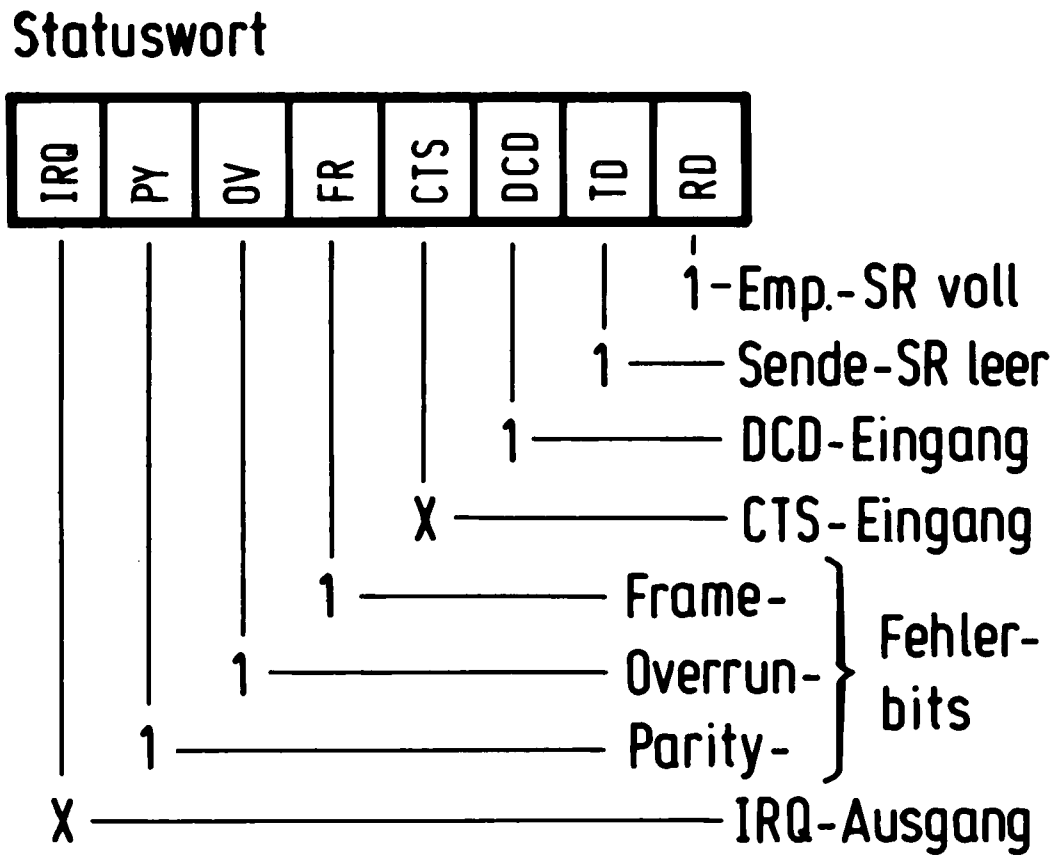 Statuswort
IRQ PY OV FR CTS DCD TD RD
1 - Emp.-SR voll
1 Sende-SR leer
1 DCD-Eingang
X CTS-Eingang
1 Frame-
1 Overrun-
1 Parity-
Fehler-
bits
X IRQ-Ausgang